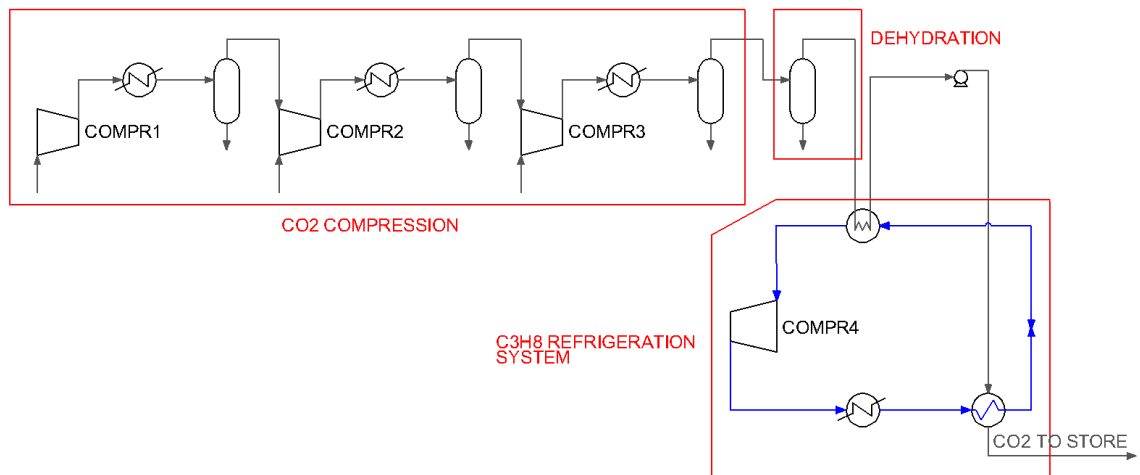 DEHYDRATION
COMPR1
COMPR2
COMPR3
CO2 COMPRESSION
COMPR4
C3H8 REFRIGERATION
SYSTEM
CO2 TO STORE